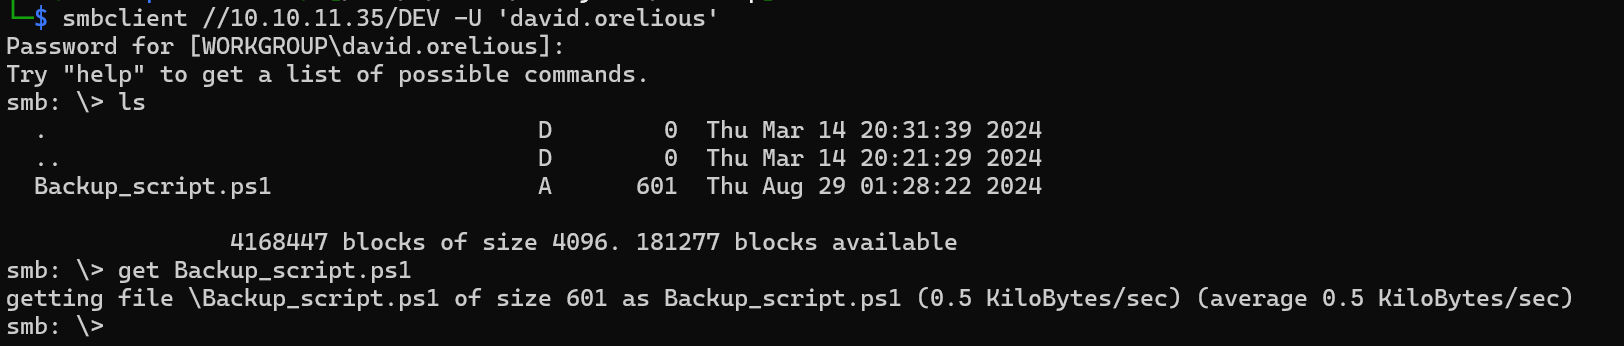 └─$ smbclient //10.10.11.35/DEV -U 'david.orelious'
Password for [WORKGROUP\david.orelious]:
Try "help" to get a list of possible commands.
smb: \> ls
  .                                   D        0  Thu Mar 14 20:31:39 2024
  ..                                  D        0  Thu Mar 14 20:21:29 2024
  Backup_script.ps1                   A      601  Thu Aug 29 01:28:22 2024

                4168447 blocks of size 4096. 181277 blocks available
smb: \> get Backup_script.ps1
getting file \Backup_script.ps1 of size 601 as Backup_script.ps1 (0.5 KiloBytes/sec) (average 0.5 KiloBytes/sec)
smb: \>